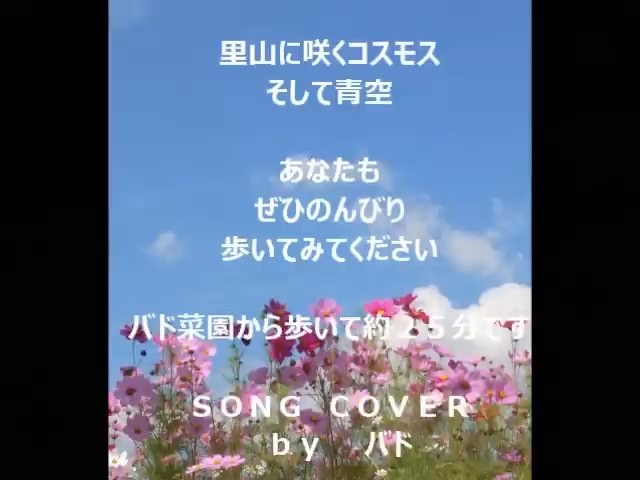 里山に咲くコスモス
そして青空
あなたも
ぜひのんびり
歩いてみてください
バド菜園から歩いて約２５分です
ＳＯＮＧ　ＣＯＶＥＲ
ｂｙ　バド